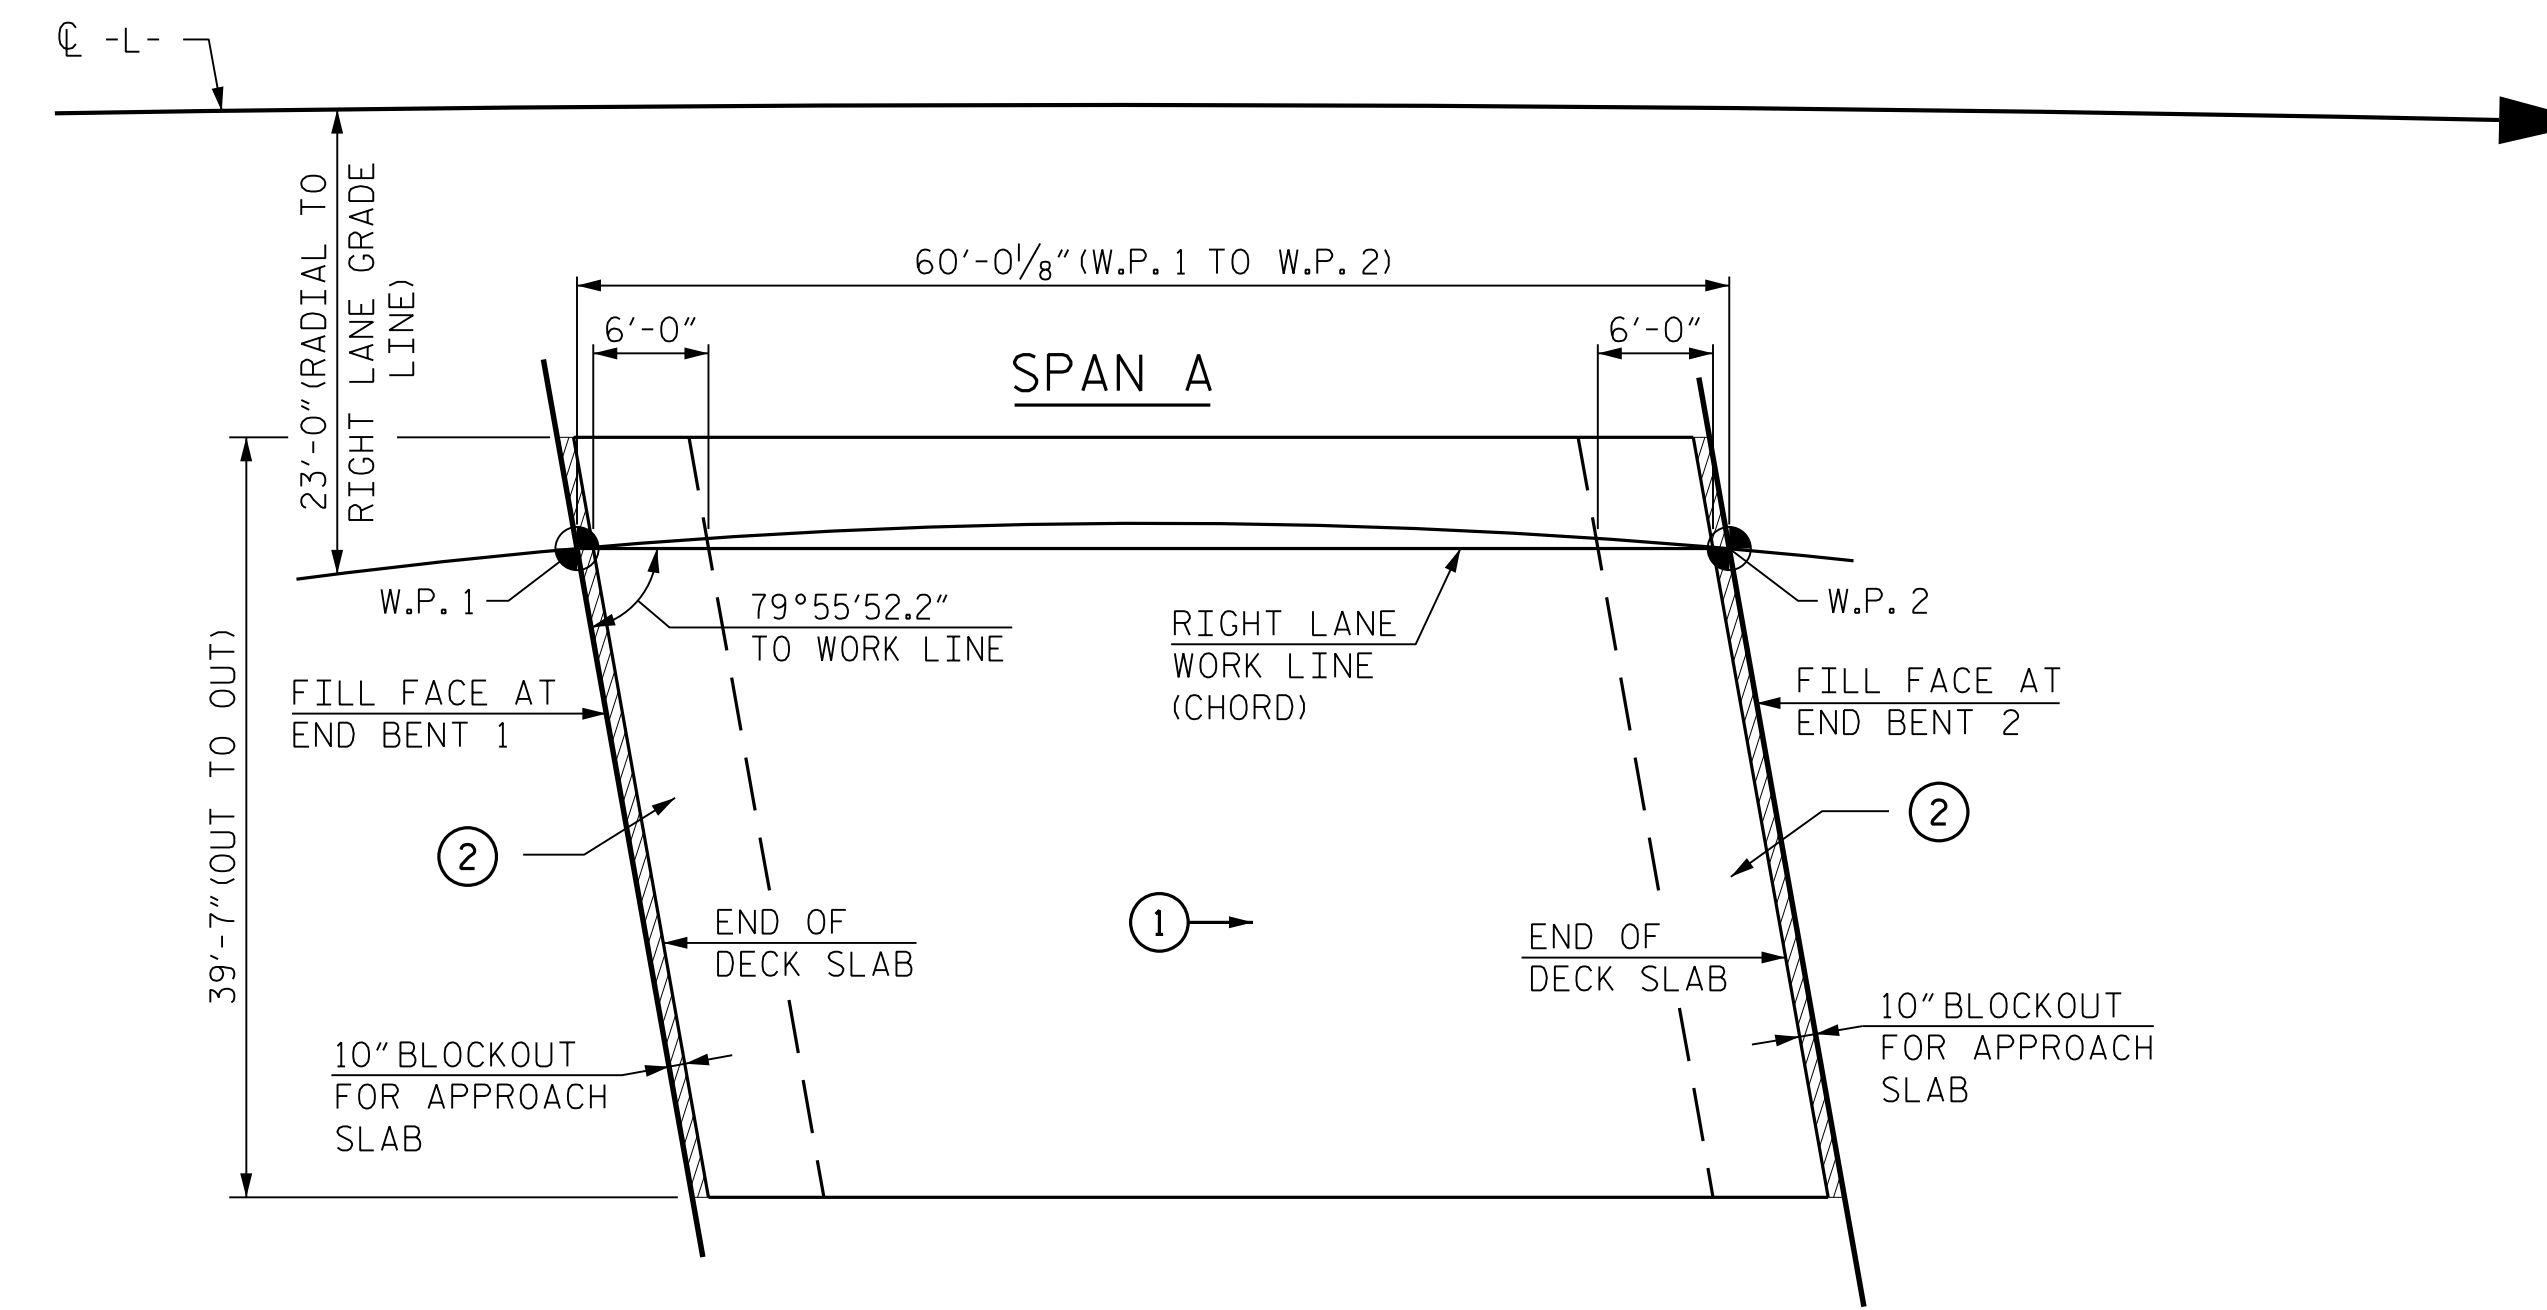 ℄ -L-
23'-0" (RADIAL TO
RIGHT LANE GRADE
LINE)
60'-0 1/8" (W.P. 1 TO W.P. 2)
6'-0"
6'-0"
SPAN A
W.P. 1
79°55'52.2"
TO WORK LINE
RIGHT LANE
WORK LINE
(CHORD)
W.P. 2
39'-7" (OUT TO OUT)
FILL FACE AT
END BENT 1
FILL FACE AT
END BENT 2
2
2
1
END OF
DECK SLAB
END OF
DECK SLAB
10" BLOCKOUT
FOR APPROACH
SLAB
10" BLOCKOUT
FOR APPROACH
SLAB